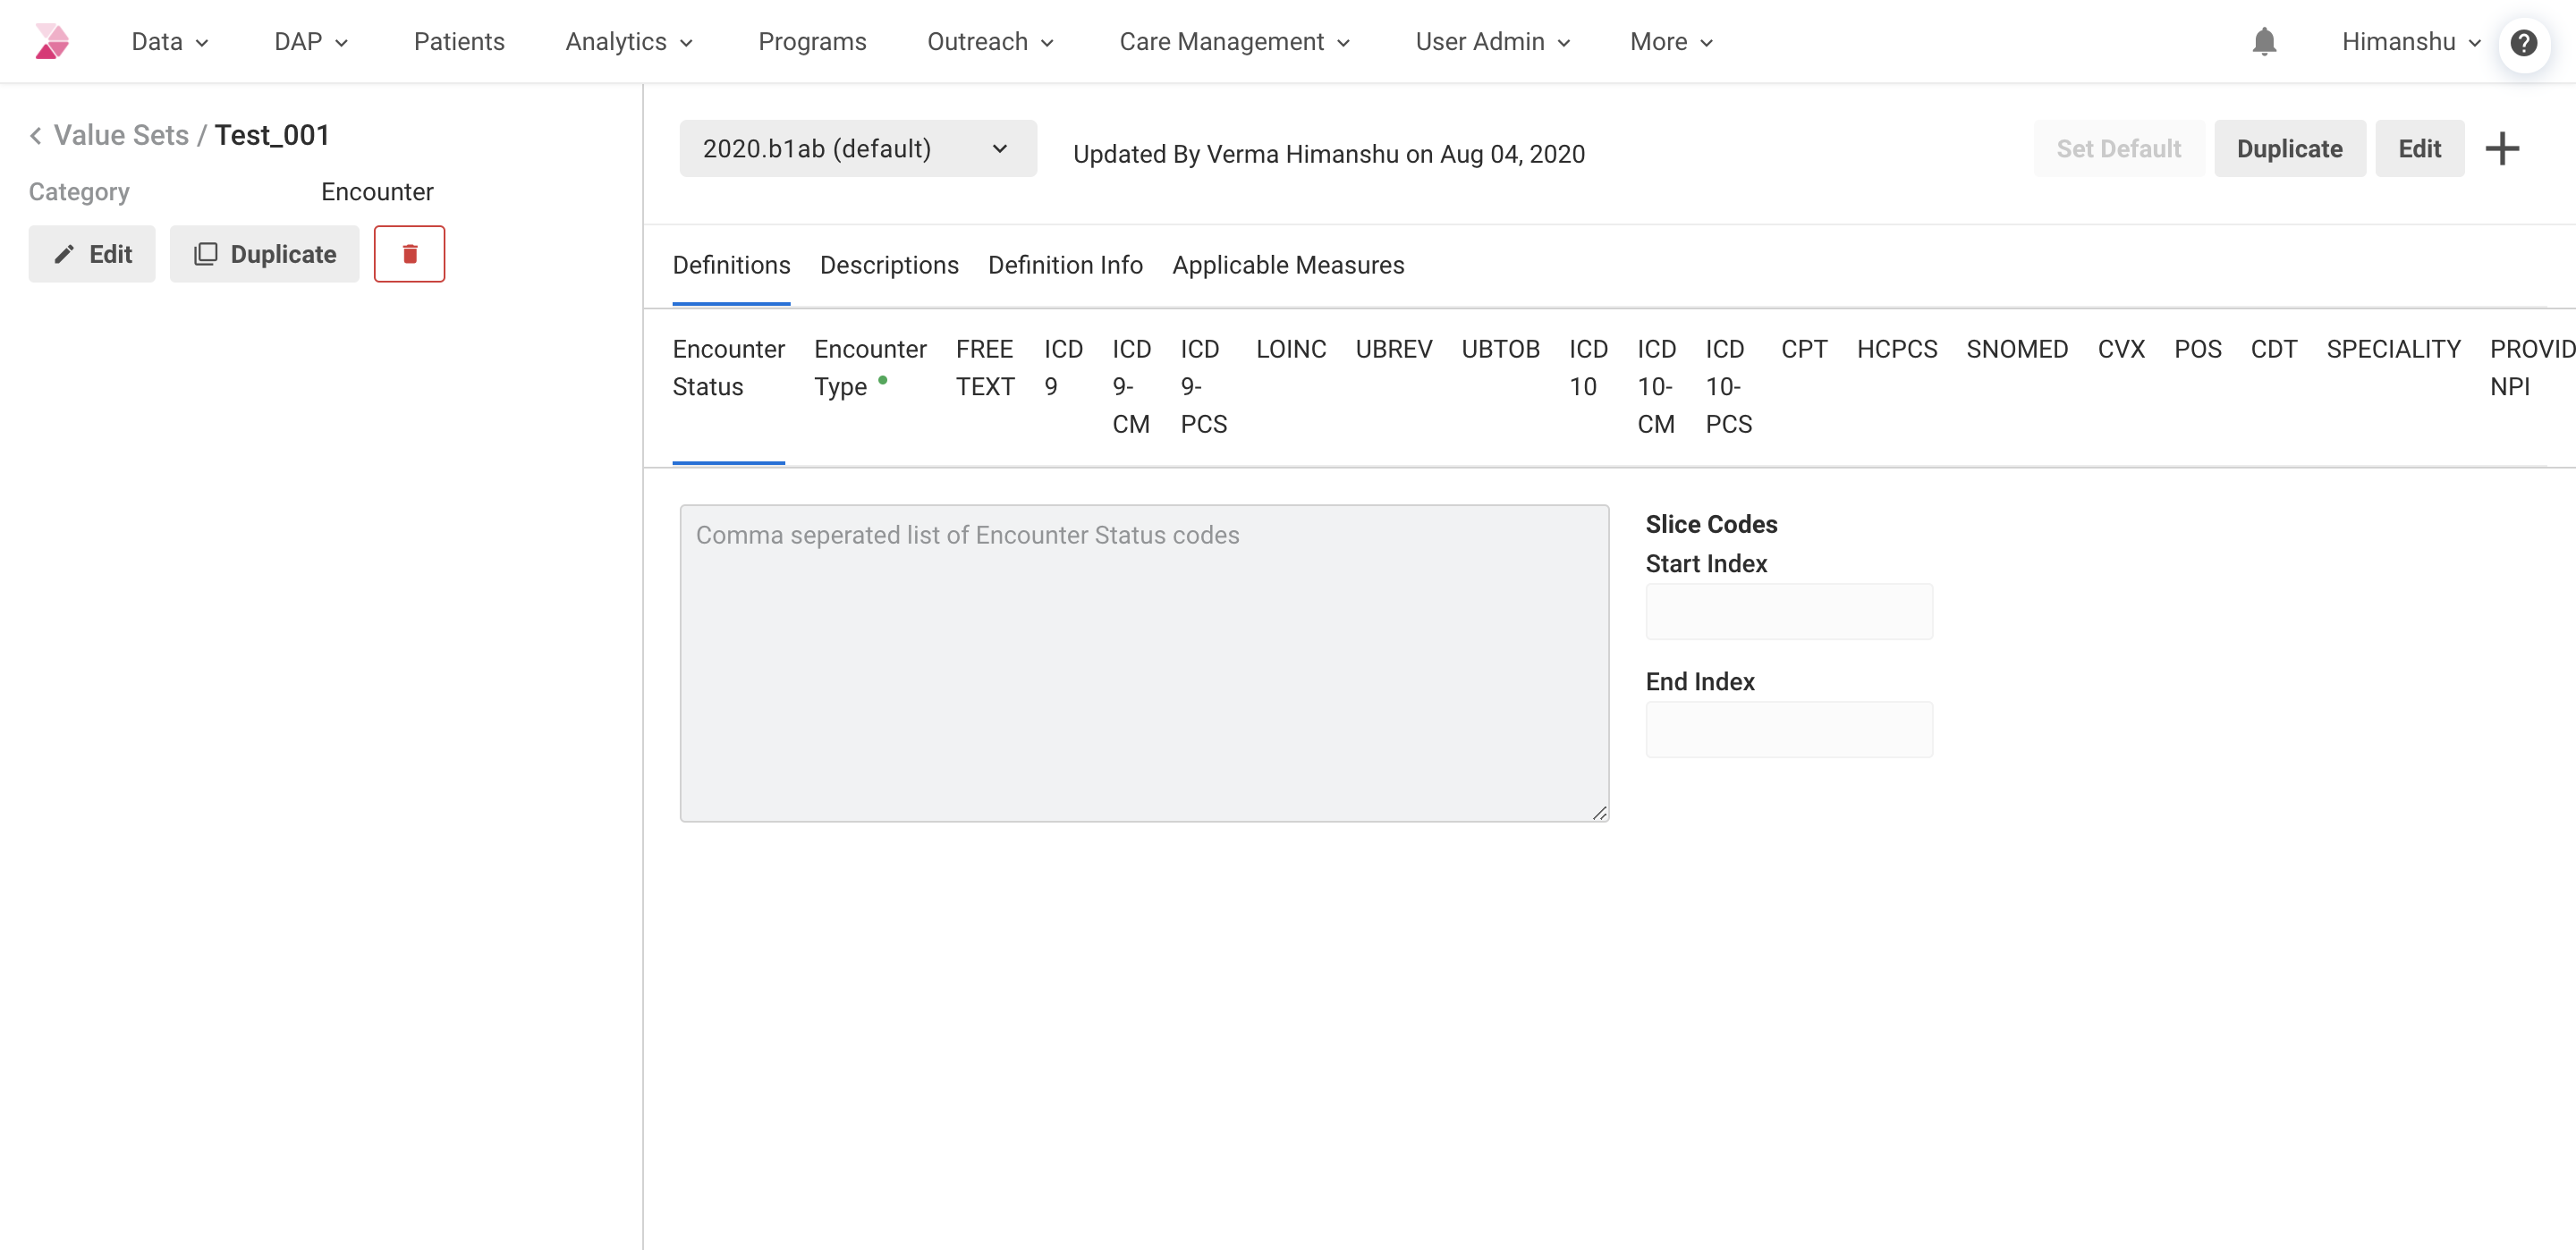 Data DAP Patients Analytics Programs Outreach Care Management User Admin More Himanshu ?
Value Sets / Test_001
Category Encounter
Edit Duplicate
2020.b1ab (default) Updated By Verma Himanshu on Aug 04, 2020 Set Default Duplicate Edit
Definitions Descriptions Definition Info Applicable Measures
Encounter Status
Encounter Type
FREE TEXT
ICD 9
ICD 9-CM
ICD 9-PCS
LOINC
UBREV
UBTOB
ICD 10
ICD 10-CM
ICD 10-PCS
CPT
HCPCS
SNOMED
CVX
POS
CDT
SPECIALITY
PROVID
NPI
Comma seperated list of Encounter Status codes
Slice Codes
Start Index
End Index